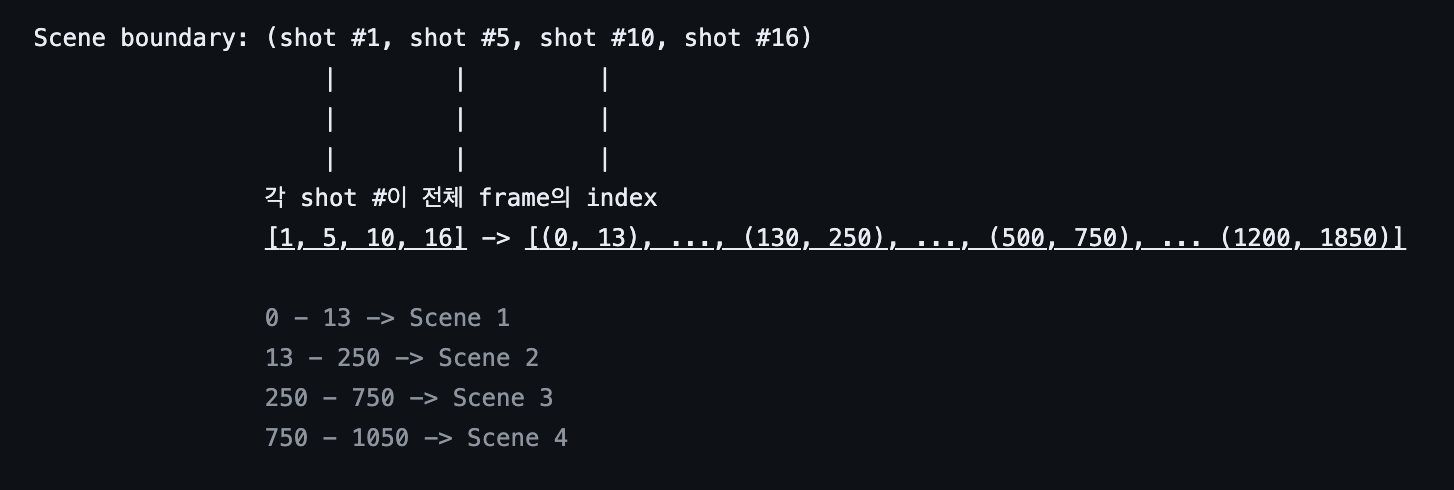 Scene boundary: (shot #1, shot #5, shot #10, shot #16)
| | |
| | |
| | |
각 shot #이 전체 frame의 index
[1, 5, 10, 16] -> [(0, 13), ..., (130, 250), ..., (500, 750), ... (1200, 1850)]
0 - 13 -> Scene 1
13 - 250 -> Scene 2
250 - 750 -> Scene 3
750 - 1050 -> Scene 4